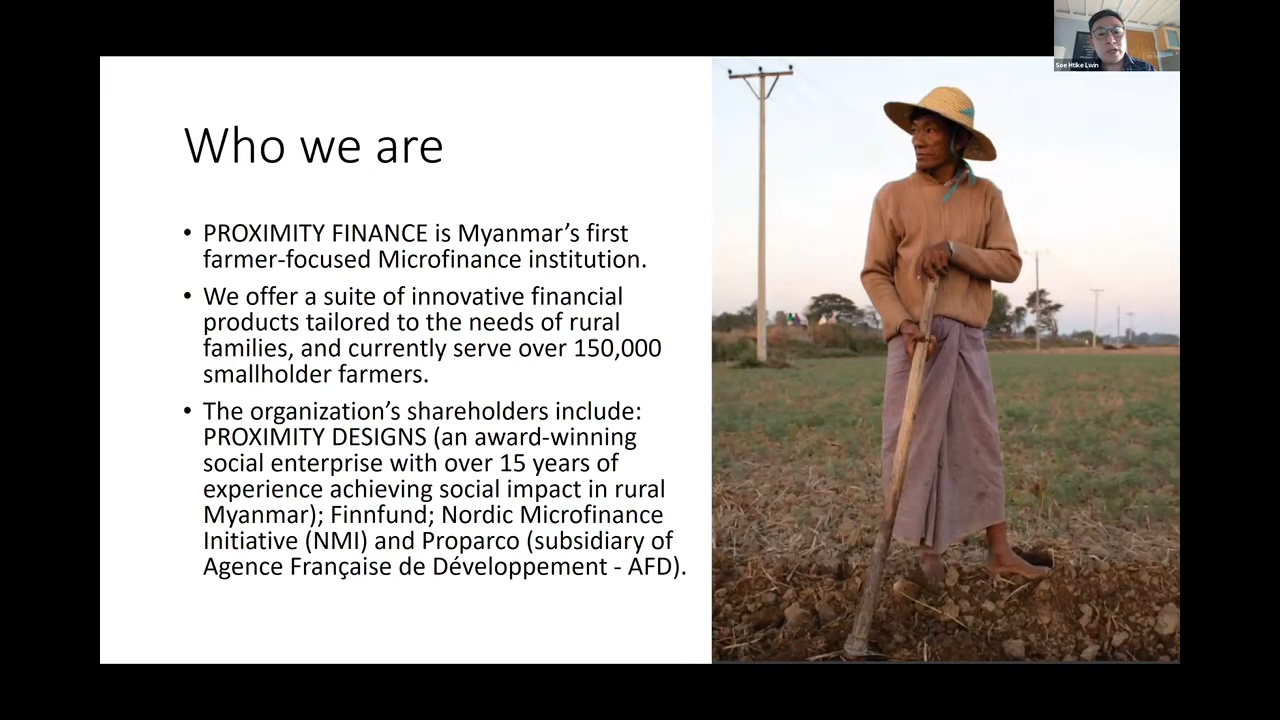 Soe Htike Lwin
Who we are
• PROXIMITY FINANCE is Myanmar’s first
farmer-focused Microfinance institution.
• We offer a suite of innovative financial
products tailored to the needs of rural
families, and currently serve over 150,000
smallholder farmers.
• The organization’s shareholders include:
PROXIMITY DESIGNS (an award-winning
social enterprise with over 15 years of
experience achieving social impact in rural
Myanmar); Finnfund; Nordic Microfinance
Initiative (NMI) and Proparco (subsidiary of
Agence Française de Développement - AFD).